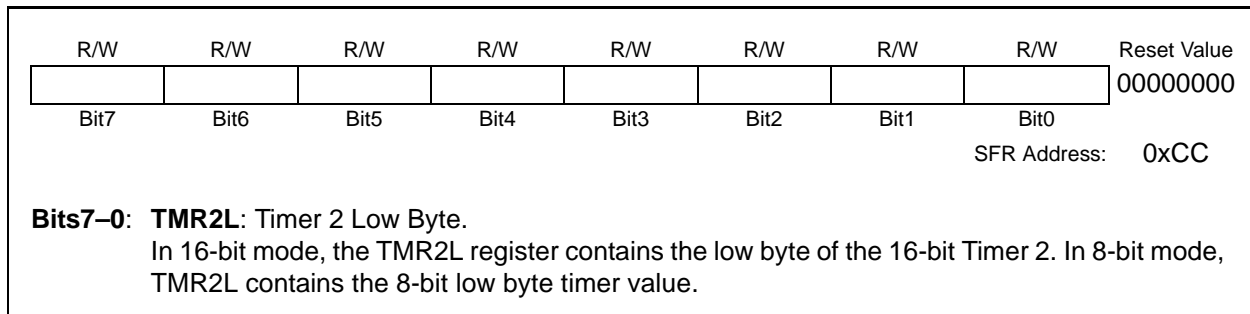 R/W R/W R/W R/W R/W R/W R/W R/W Reset Value
00000000
Bit7 Bit6 Bit5 Bit4 Bit3 Bit2 Bit1 Bit0
SFR Address: 0xCC
Bits7–0: TMR2L: Timer 2 Low Byte.
In 16-bit mode, the TMR2L register contains the low byte of the 16-bit Timer 2. In 8-bit mode,
TMR2L contains the 8-bit low byte timer value.